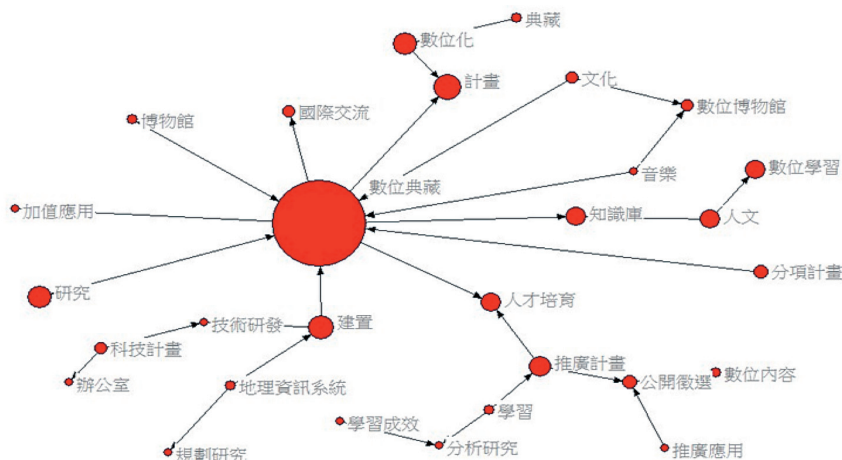 典藏
數位化
計畫
文化
數位博物館
國際交流
博物館
音樂
數位學習
數位典藏
加值應用
知識庫
人文
分項計畫
研究
人才培育
技術研發
建置
科技計畫
推廣計畫
辦公室
地理資訊系統
公開徵選
數位內容
學習
學習成效
分析研究
推廣應用
規劃研究